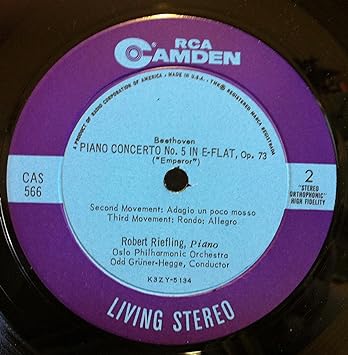 RCA
CAMDEN
A PRODUCT OF RADIO CORPORATION OF AMERICA, • MADE IN U.S.A. • TMK® REGISTERED MARCA REGISTRADA
Beethoven
PIANO CONCERTO No. 5 IN E-FLAT, Op. 73
("Emperor")
CAS
566
2
"STEREO
ORTHOPHONIC"
HIGH FIDELITY
Second Movement: Adagio un poco mosso
Third Movement: Rondo: Allegro
Robert Riefling, Piano
Oslo Philharmonic Orchestra
Odd Grüner-Hegge, Conductor
K3ZY-5134
LIVING STEREO